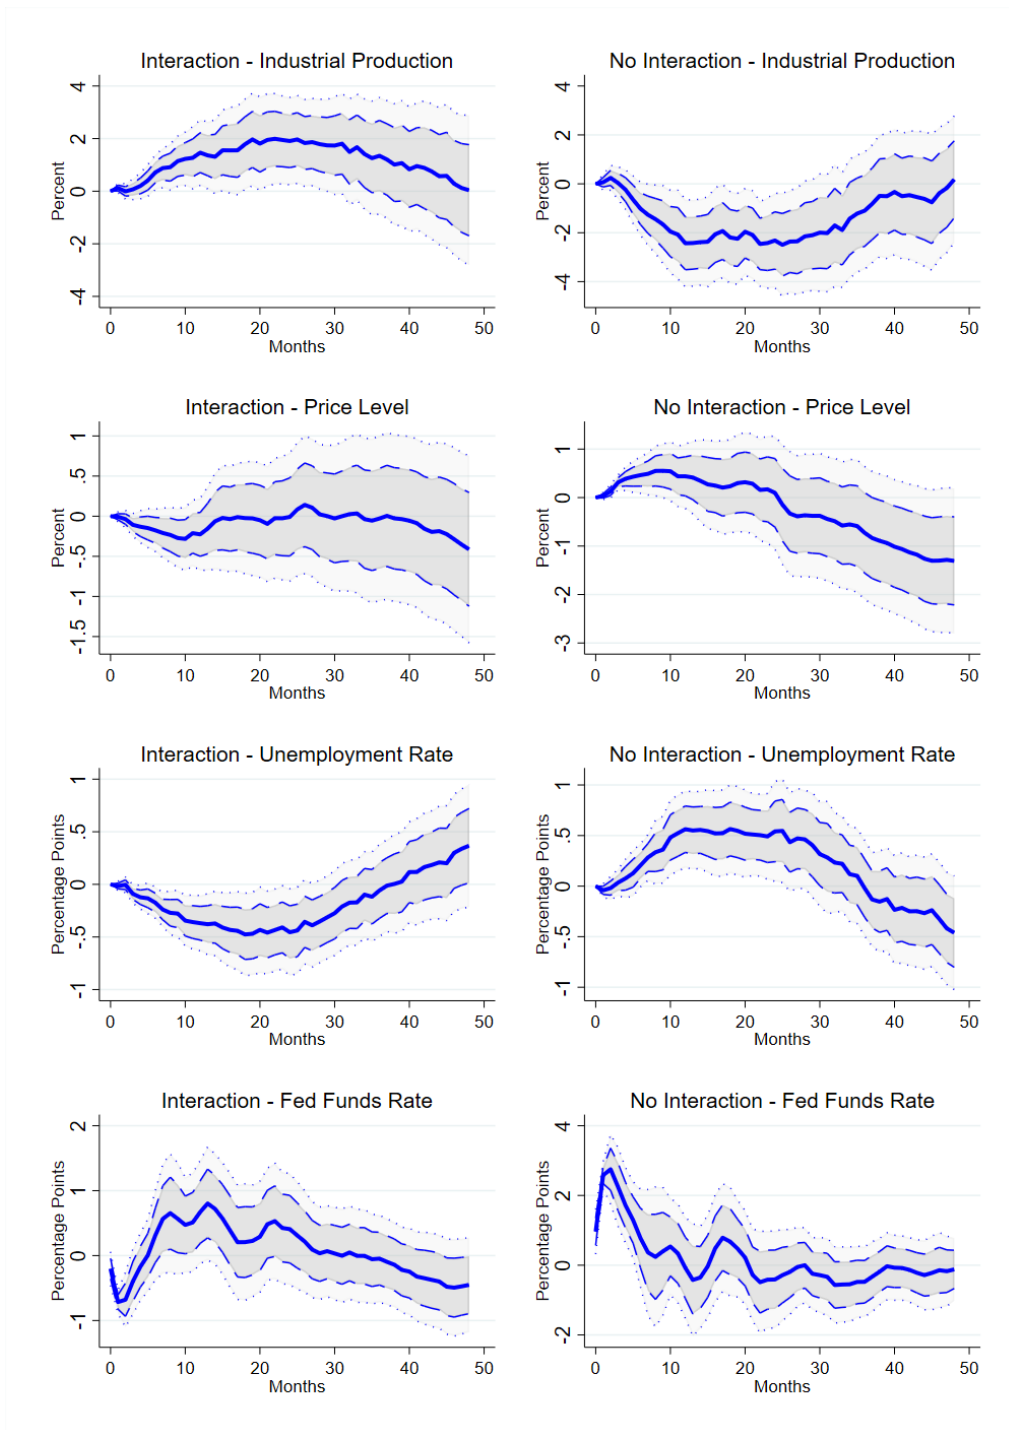 Interaction - Industrial Production
Percent
4
2
0
-2
-4
0 10 20 30 40 50
Months
No Interaction - Industrial Production
Percent
4
2
0
-2
-4
0 10 20 30 40 50
Months
Interaction - Price Level
Percent
1
.5
0
-.5
-1
-1.5
0 10 20 30 40 50
Months
No Interaction - Price Level
Percent
1
0
-1
-2
-3
0 10 20 30 40 50
Months
Interaction - Unemployment Rate
Percentage Points
1
.5
0
-.5
-1
0 10 20 30 40 50
Months
No Interaction - Unemployment Rate
Percentage Points
1
.5
0
-.5
-1
0 10 20 30 40 50
Months
Interaction - Fed Funds Rate
Percentage Points
2
1
0
-1
0 10 20 30 40 50
Months
No Interaction - Fed Funds Rate
Percentage Points
4
2
0
-2
0 10 20 30 40 50
Months